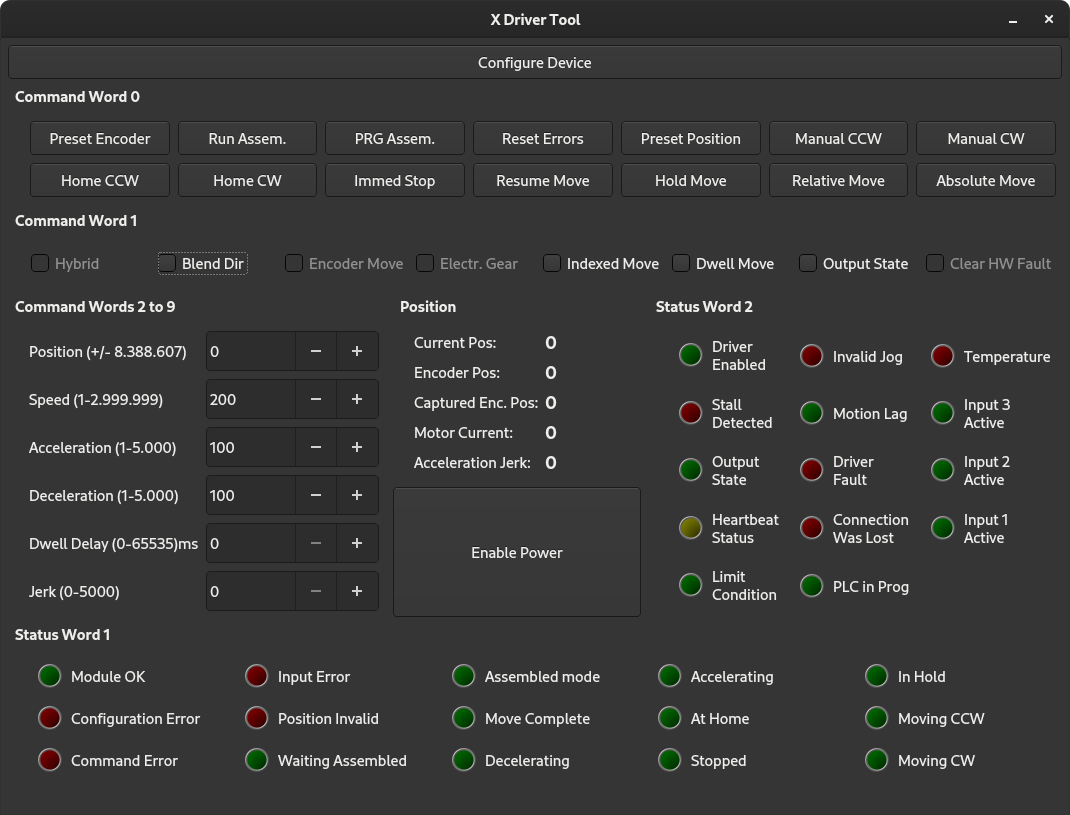 X Driver Tool
Configure Device
Command Word 0
Preset Encoder Run Assem. PRG Assem. Reset Errors Preset Position Manual CCW Manual CW
Home CCW Home CW Immed Stop Resume Move Hold Move Relative Move Absolute Move
Command Word 1
Hybrid Blend Dir Encoder Move Electr. Gear Indexed Move Dwell Move Output State Clear HW Fault
Command Words 2 to 9
Position (+/- 8.388.607) 0 − +
Speed (1-2.999.999) 200 − +
Acceleration (1-5.000) 100 − +
Deceleration (1-5.000) 100 − +
Dwell Delay (0-65535)ms 0 − +
Jerk (0-5000) 0 − +
Position
Current Pos: 0
Encoder Pos: 0
Captured Enc. Pos: 0
Motor Current: 0
Acceleration Jerk: 0
Enable Power
Status Word 2
Driver
Enabled
Invalid Jog
Temperature
Stall
Detected
Motion Lag
Input 3
Active
Output
State
Driver
Fault
Input 2
Active
Heartbeat
Status
Connection
Was Lost
Input 1
Active
Limit
Condition
PLC in Prog
Status Word 1
Module OK Input Error Assembled mode Accelerating In Hold
Configuration Error Position Invalid Move Complete At Home Moving CCW
Command Error Waiting Assembled Decelerating Stopped Moving CW